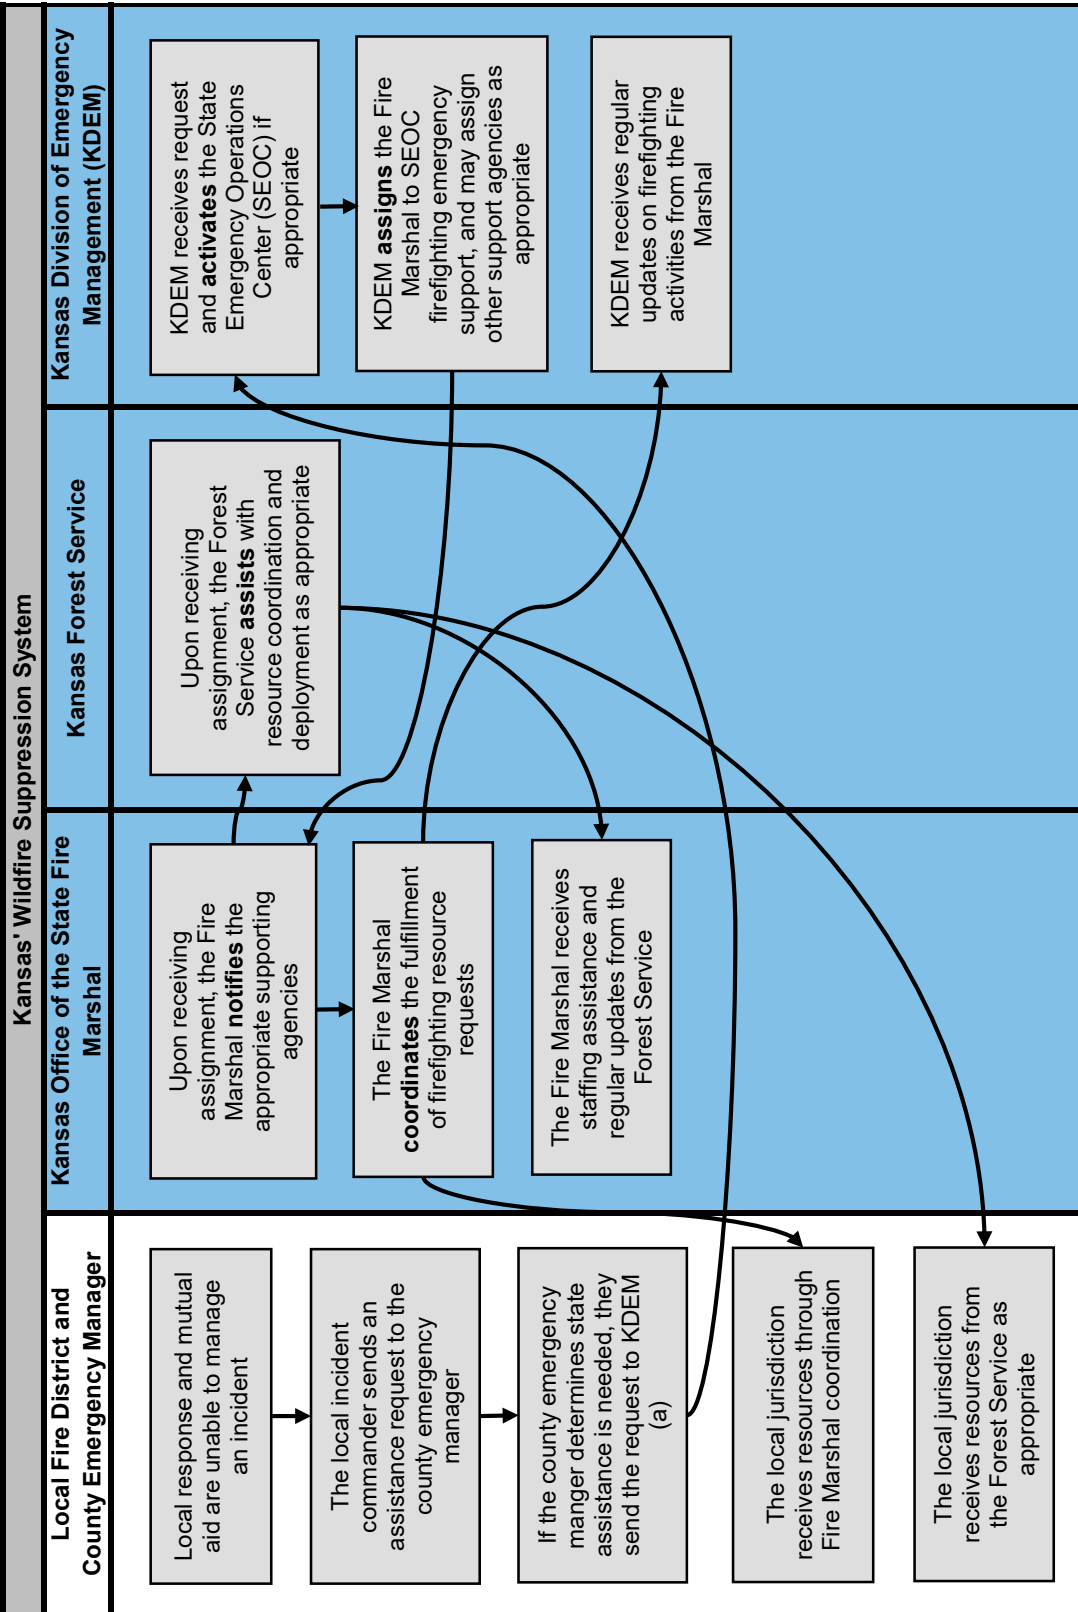 Kansas' Wildfire Suppression System
Local Fire District and
County Emergency Manager
Kansas Office of the State Fire
Marshal
Kansas Forest Service
Kansas Division of Emergency
Management (KDEM)
Local response and mutual
aid are unable to manage
an incident
The local incident
commander sends an
assistance request to the
county emergency
manager
If the county emergency
manger determines state
assistance is needed, they
send the request to KDEM
(a)
The local jurisdiction
receives resources through
Fire Marshal coordination
The local jurisdiction
receives resources from
the Forest Service as
appropriate
Upon receiving
assignment, the Fire
Marshal notifies the
appropriate supporting
agencies
The Fire Marshal
coordinates the fulfillment
of firefighting resource
requests
The Fire Marshal receives
staffing assistance and
regular updates from the
Forest Service
Upon receiving
assignment, the Forest
Service assists with
resource coordination and
deployment as appropriate
KDEM receives request
and activates the State
Emergency Operations
Center (SEOC) if
appropriate
KDEM assigns the Fire
Marshal to SEOC
firefighting emergency
support, and may assign
other support agencies as
appropriate
KDEM receives regular
updates on firefighting
activities from the Fire
Marshal